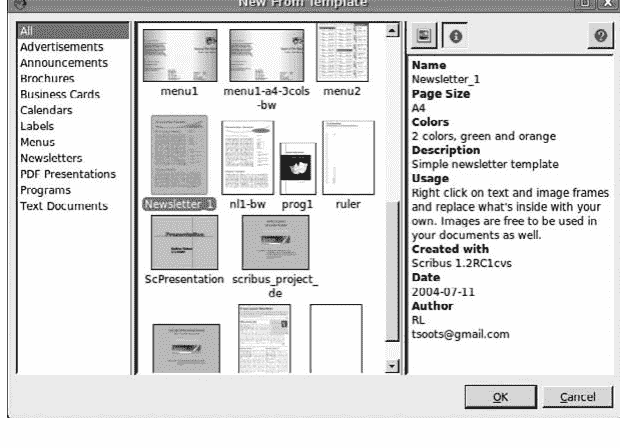 New From Template
All
Advertisements
Announcements
Brochures
Business Cards
Calendars
Labels
Menus
Newsletters
PDF Presentations
Programs
Text Documents
menu1
menu1-a4-3cols
-bw
menu2
Newsletter_1
nl1-bw
prog1
ruler
ScPresentation
scribus_project_
de
Name
Newsletter_1
Page Size
A4
Colors
2 colors, green and orange
Description
Simple newsletter template
Usage
Right click on text and image frames
and replace what's inside with your
own. Images are free to be used in
your documents as well.
Created with
Scribus 1.2RC1cvs
Date
2004-07-11
Author
RL
tsoots@gmail.com
OK
Cancel